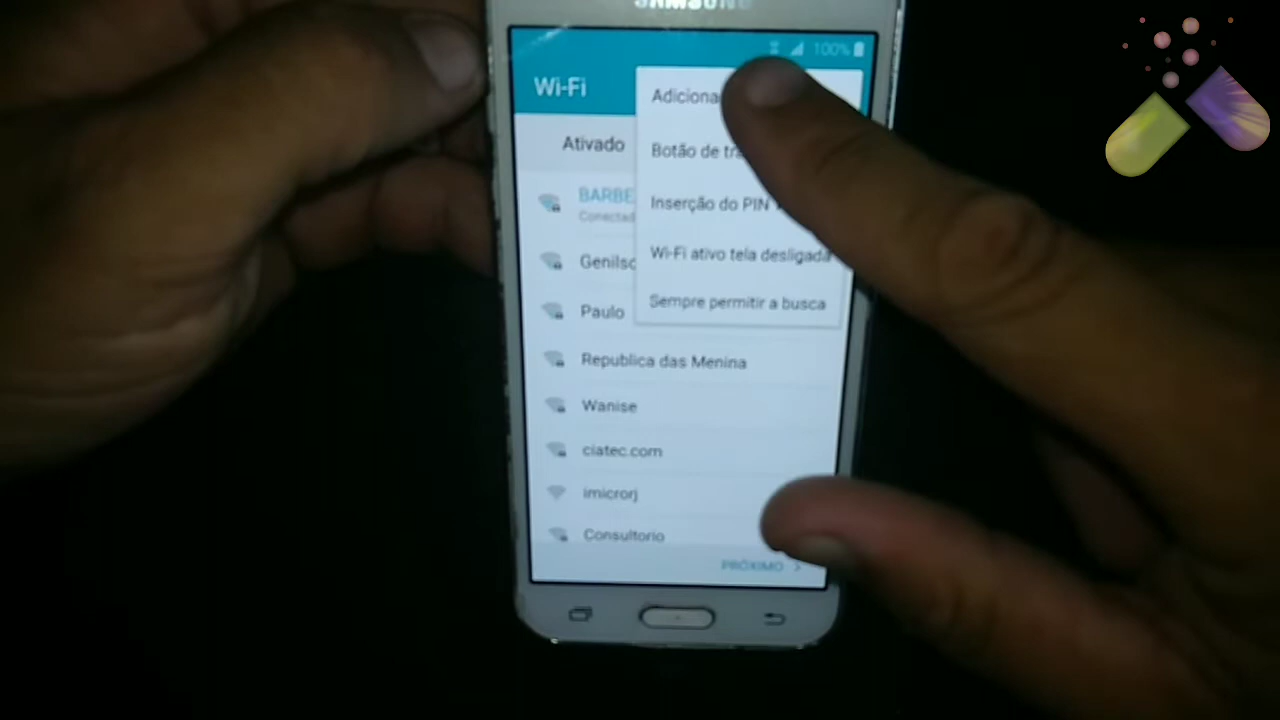 SAMSUNG
100%
Wi-Fi
Ativado
Botão de
Inserção do PIN
Wi-Fi ativo tela desligada
Sempre permitir a busca
Paulo
Republica das Menina
Wanise
ciatec.com
imicrorj
Consultorio
PRÓXIMO